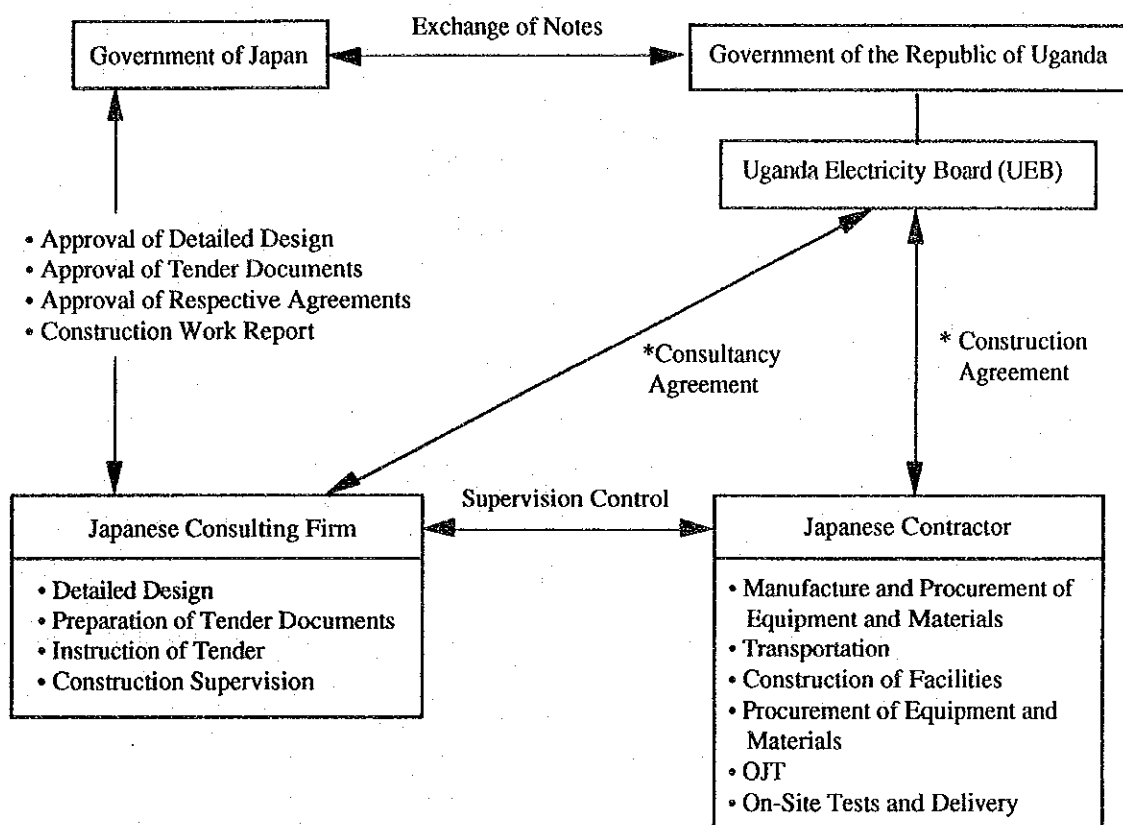 Exchange of Notes
Government of Japan
Government of the Republic of Uganda
Uganda Electricity Board (UEB)
• Approval of Detailed Design
• Approval of Tender Documents
• Approval of Respective Agreements
• Construction Work Report
*Consultancy
Agreement
* Construction
Agreement
Japanese Consulting Firm
• Detailed Design
• Preparation of Tender Documents
• Instruction of Tender
• Construction Supervision
Supervision Control
Japanese Contractor
• Manufacture and Procurement of
Equipment and Materials
• Transportation
• Construction of Facilities
• Procurement of Equipment and
Materials
• OJT
• On-Site Tests and Delivery